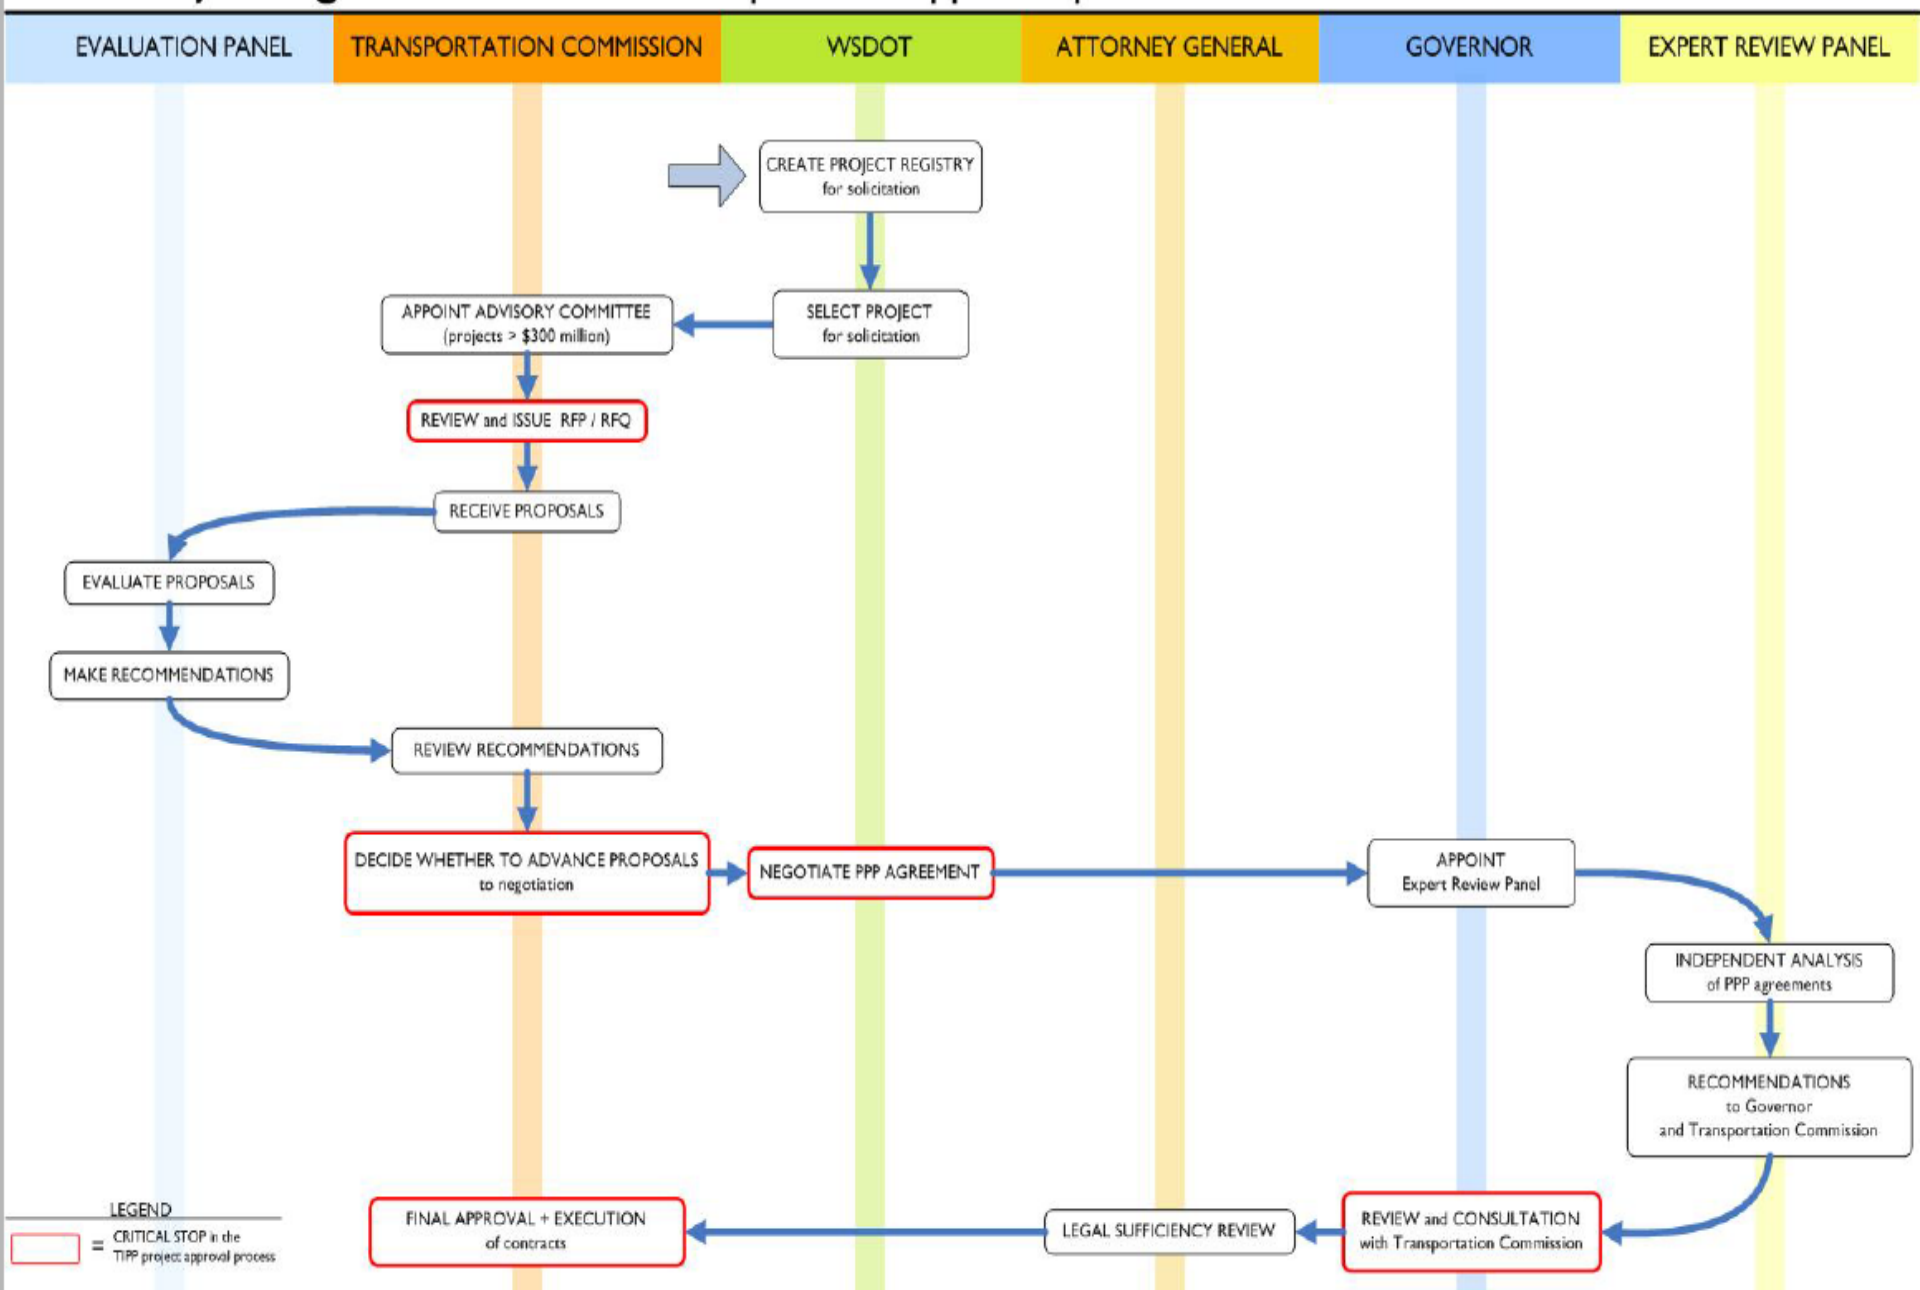 EVALUATION PANEL
TRANSPORTATION COMMISSION
WSDOT
ATTORNEY GENERAL
GOVERNOR
EXPERT REVIEW PANEL
CREATE PROJECT REGISTRY
for solicitation
APPOINT ADVISORY COMMITTEE
(projects > $300 million)
SELECT PROJECT
for solicitation
REVIEW and ISSUE RFP / RFQ
RECEIVE PROPOSALS
EVALUATE PROPOSALS
MAKE RECOMMENDATIONS
REVIEW RECOMMENDATIONS
DECIDE WHETHER TO ADVANCE PROPOSALS
to negotiation
NEGOTIATE PPP AGREEMENT
APPOINT
Expert Review Panel
INDEPENDENT ANALYSIS
of PPP agreements
RECOMMENDATIONS
to Governor
and Transportation Commission
REVIEW and CONSULTATION
with Transportation Commission
LEGAL SUFFICIENCY REVIEW
FINAL APPROVAL + EXECUTION
of contracts
LEGEND
= CRITICAL STOP in the
TIPP project approval process